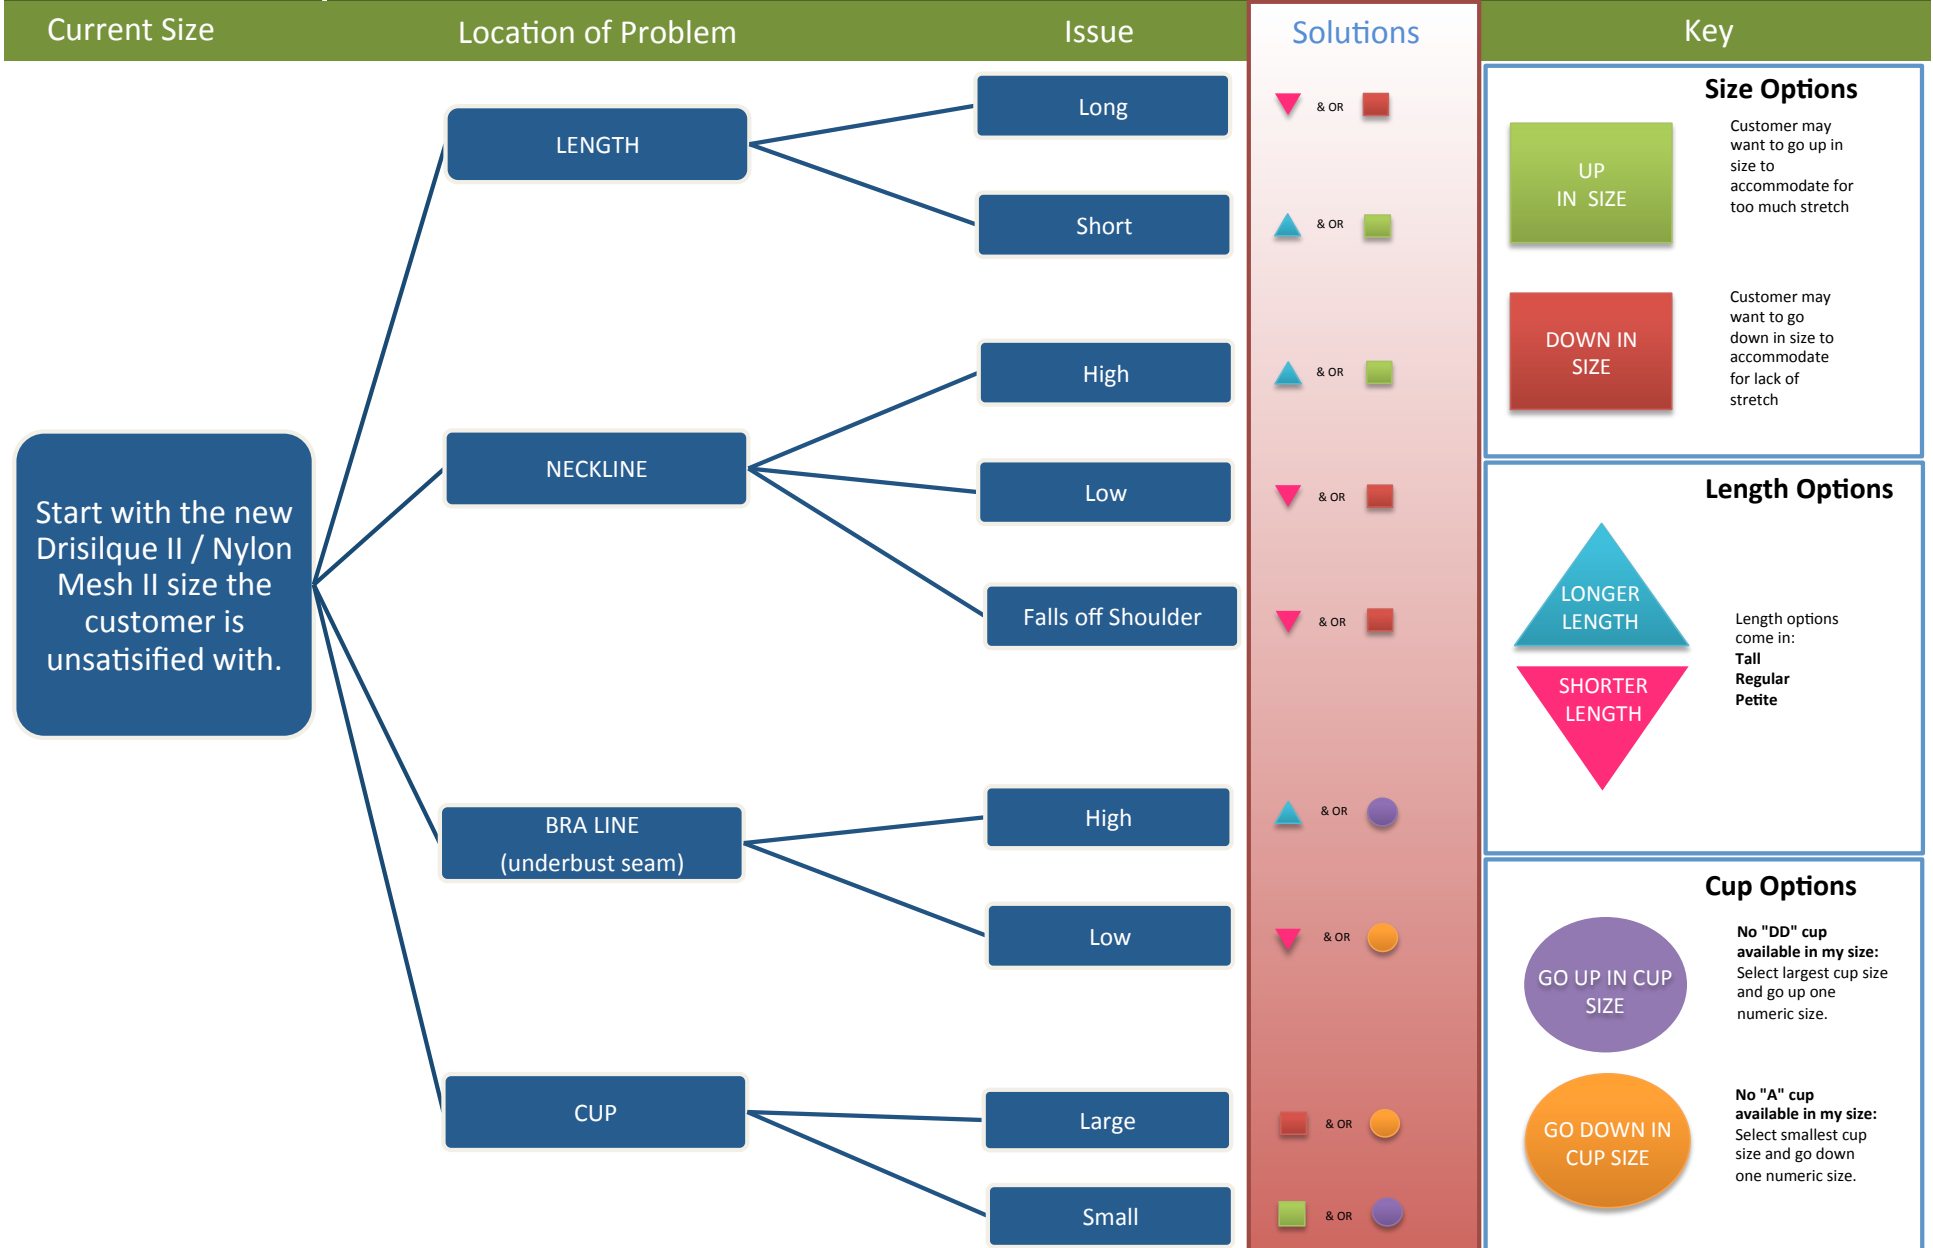 Current Size
Location of Problem
Issue
Solutions
Key
Start with the new
Drisilque II / Nylon
Mesh II size the
customer is
unsatisified with.
LENGTH
Long
& OR
Short
& OR
NECKLINE
High
& OR
Low
& OR
Falls off Shoulder
& OR
BRA LINE
(underbust seam)
High
& OR
Low
& OR
CUP
Large
& OR
Small
& OR
Size Options
UP
IN SIZE
Customer may
want to go up in
size to
accommodate for
too much stretch
DOWN IN
SIZE
Customer may
want to go
down in size to
accommodate
for lack of
stretch
Length Options
LONGER
LENGTH
SHORTER
LENGTH
Length options
come in:
Tall
Regular
Petite
Cup Options
GO UP IN CUP
SIZE
No "DD" cup
available in my size:
Select largest cup size
and go up one
numeric size.
GO DOWN IN
CUP SIZE
No "A" cup
available in my size:
Select smallest cup
size and go down
one numeric size.